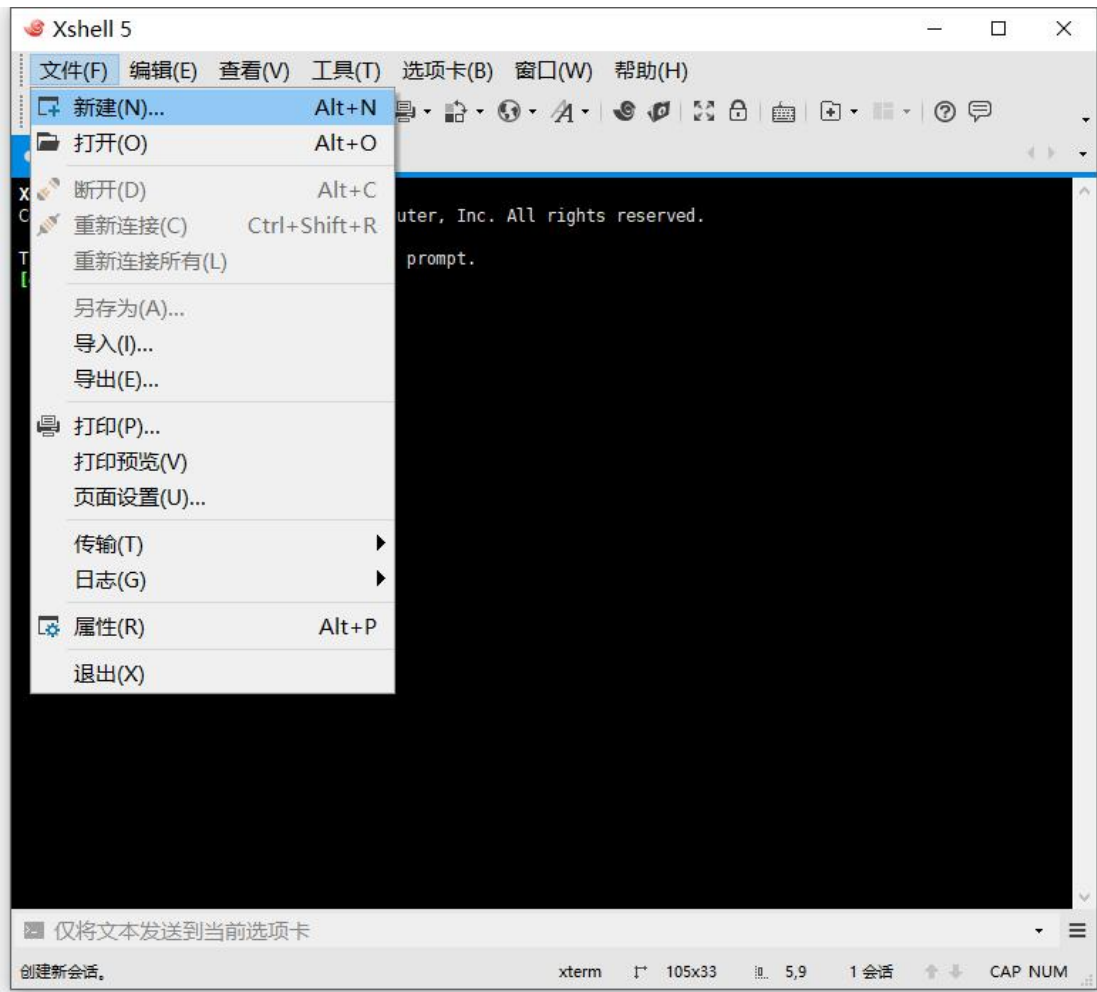 Xshell 5
文件(F) 编辑(E) 查看(V) 工具(T) 选项卡(B) 窗口(W) 帮助(H)
新建(N)... Alt+N
打开(O) Alt+O
断开(D) Alt+C
重新连接(C) Ctrl+Shift+R
重新连接所有(L)
另存为(A)...
导入(I)...
导出(E)...
打印(P)...
打印预览(V)
页面设置(U)...
传输(T)
日志(G)
属性(R) Alt+P
退出(X)
X
C
uter, Inc. All rights reserved.
T
prompt.
[
仅将文本发送到当前选项卡
创建新会话。 xterm 105x33 5,9 1 会话 CAP NUM